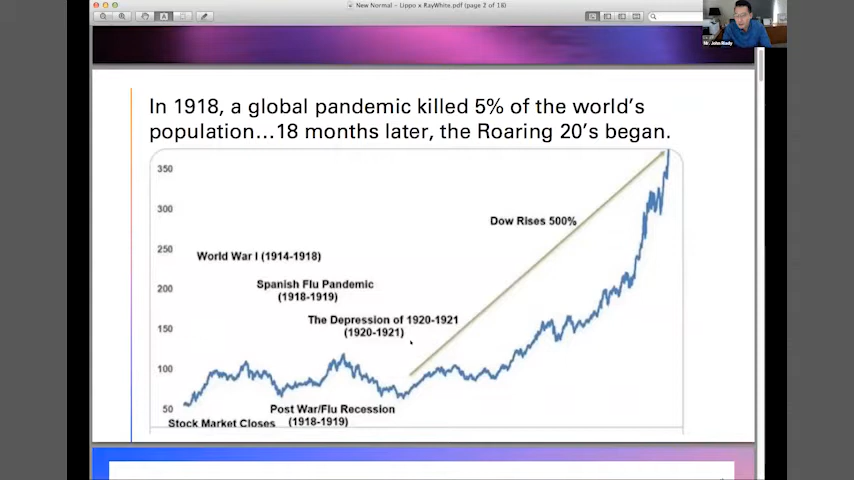 New Normal - Lippo x RayWhite.pdf (page 2 of 18)
Mr. John Riady
In 1918, a global pandemic killed 5% of the world's
population...18 months later, the Roaring 20's began.
350
300
250
200
150
100
50
Dow Rises 500%
World War I (1914-1918)
Spanish Flu Pandemic
(1918-1919)
The Depression of 1920-1921
(1920-1921)
Post War/Flu Recession
(1918-1919)
Stock Market Closes